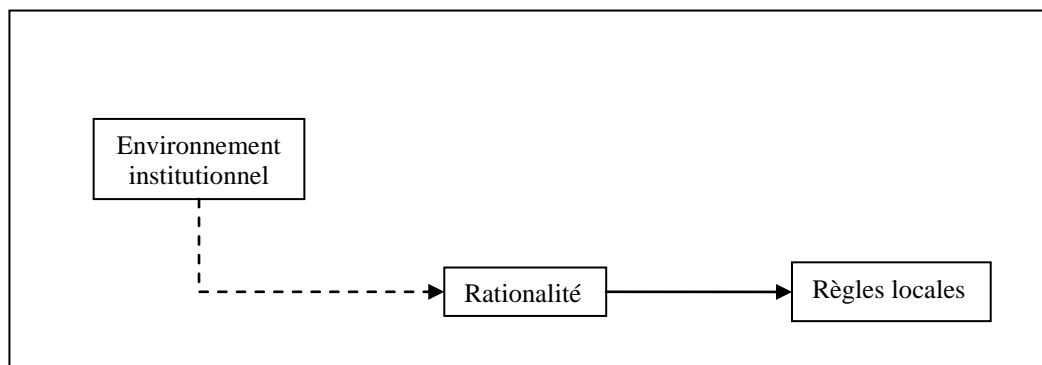 Environnement
institutionnel
Rationalité
Règles locales